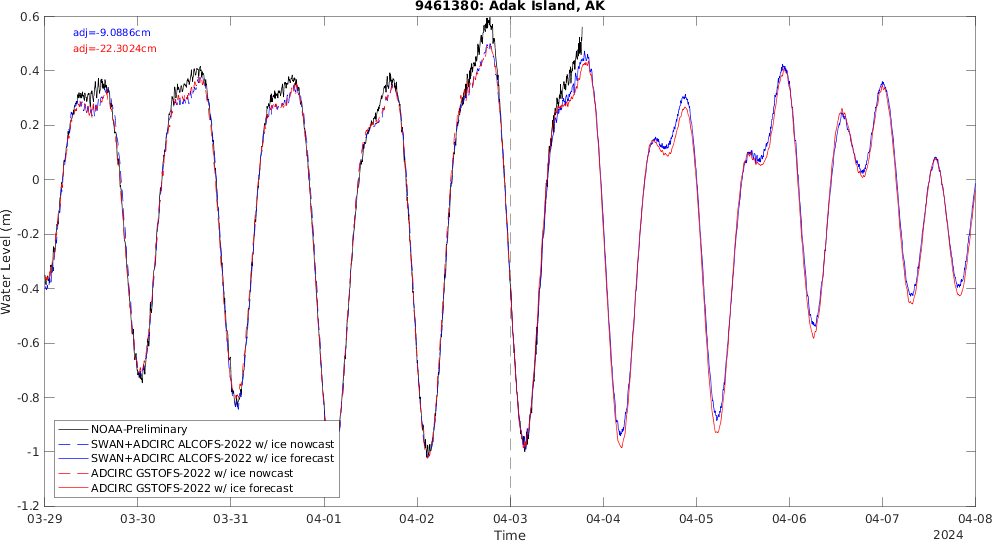 9461380: Adak Island, AK
adj=-9.0886cm
adj=-22.3024cm
0.6
0.4
0.2
0
-0.2
-0.4
-0.6
-0.8
-1
-1.2
Water Level (m)
NOAA-Preliminary
SWAN+ADCIRC ALCOFS-2022 w/ ice nowcast
SWAN+ADCIRC ALCOFS-2022 w/ ice forecast
ADCIRC GSTOFS-2022 w/ ice nowcast
ADCIRC GSTOFS-2022 w/ ice forecast
03-29 03-30 03-31 04-01 04-02 04-03 04-04 04-05 04-06 04-07 04-08
Time
2024